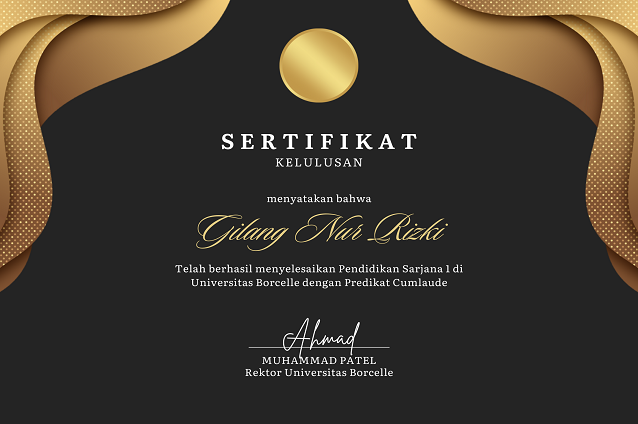 SERTIFIKAT
KELULUSAN
menyatakan bahwa
Gilang Nur Rizki
Telah berhasil menyelesaikan Pendidikan Sarjana 1 di
Universitas Borcelle dengan Predikat Cumlaude
Ahmad
MUHAMMAD PATEL
Rektor Universitas Borcelle